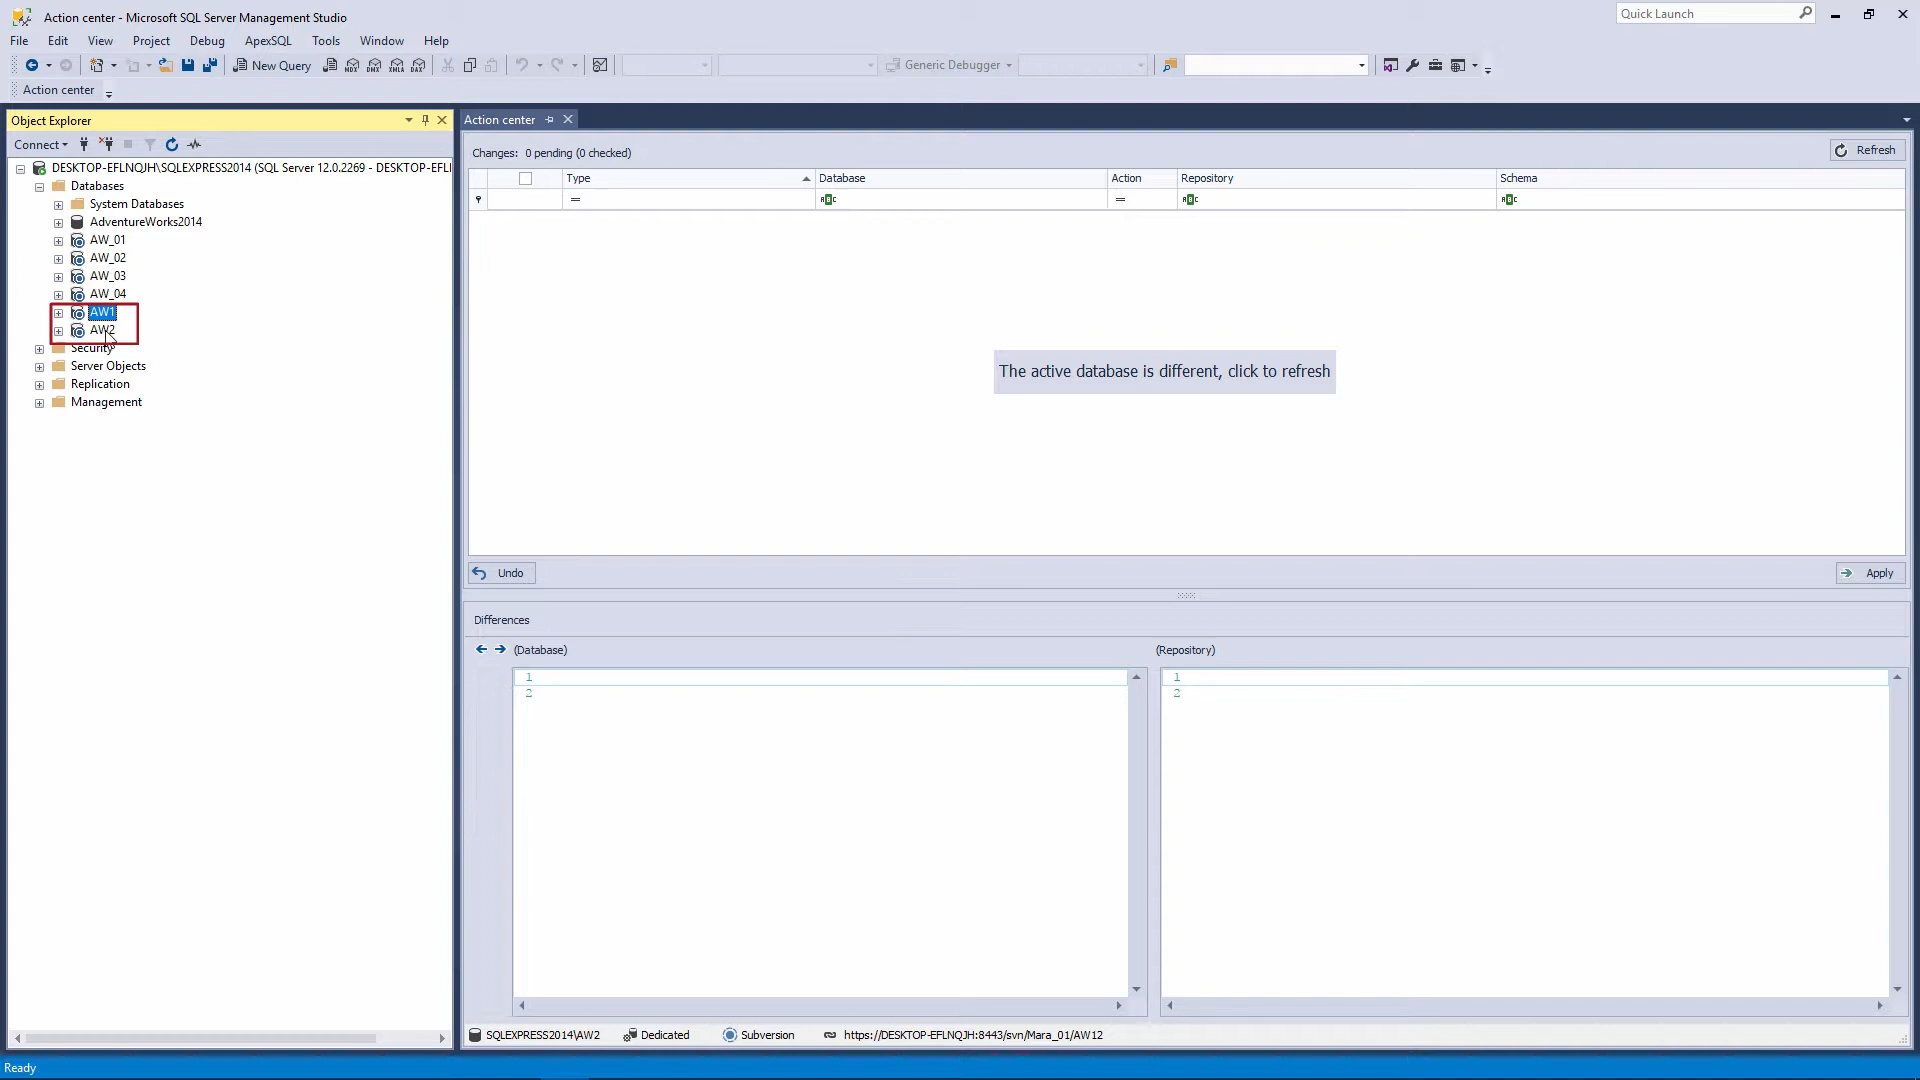 Action center - Microsoft SQL Server Management Studio
Quick Launch
File Edit View Project Debug ApexSQL Tools Window Help
New Query
Generic Debugger
Action center
Object Explorer
Connect
DESKTOP-EFLNQJH\SQLEXPRESS2014 (SQL Server 12.0.2269 - DESKTOP-EFLI
Databases
System Databases
AdventureWorks2014
AW_01
AW_02
AW_03
AW_04
AW1
AW2
Security
Server Objects
Replication
Management
Action center
Changes: 0 pending (0 checked)
Refresh
Type Database Action Repository Schema
= ABC = ABC ABC
The active database is different, click to refresh
Undo
Apply
Differences
(Database)
(Repository)
1
2
1
2
SQLEXPRESS2014\AW2 Dedicated Subversion https://DESKTOP-EFLNQJH:8443/svn/Mara_01/AW12
Ready